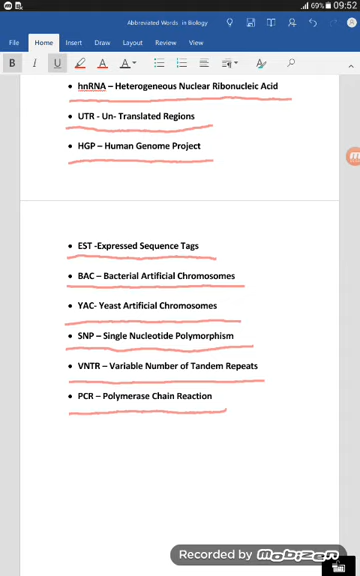 69% 09:52
Abbreviated Words in Biology
File Home Insert Draw Layout Review View
B I U A A
• hnRNA – Heterogeneous Nuclear Ribonucleic Acid
• UTR - Un- Translated Regions
• HGP – Human Genome Project
• EST -Expressed Sequence Tags
• BAC – Bacterial Artificial Chromosomes
• YAC- Yeast Artificial Chromosomes
• SNP – Single Nucleotide Polymorphism
• VNTR – Variable Number of Tandem Repeats
• PCR – Polymerase Chain Reaction
Recorded by Mobizen